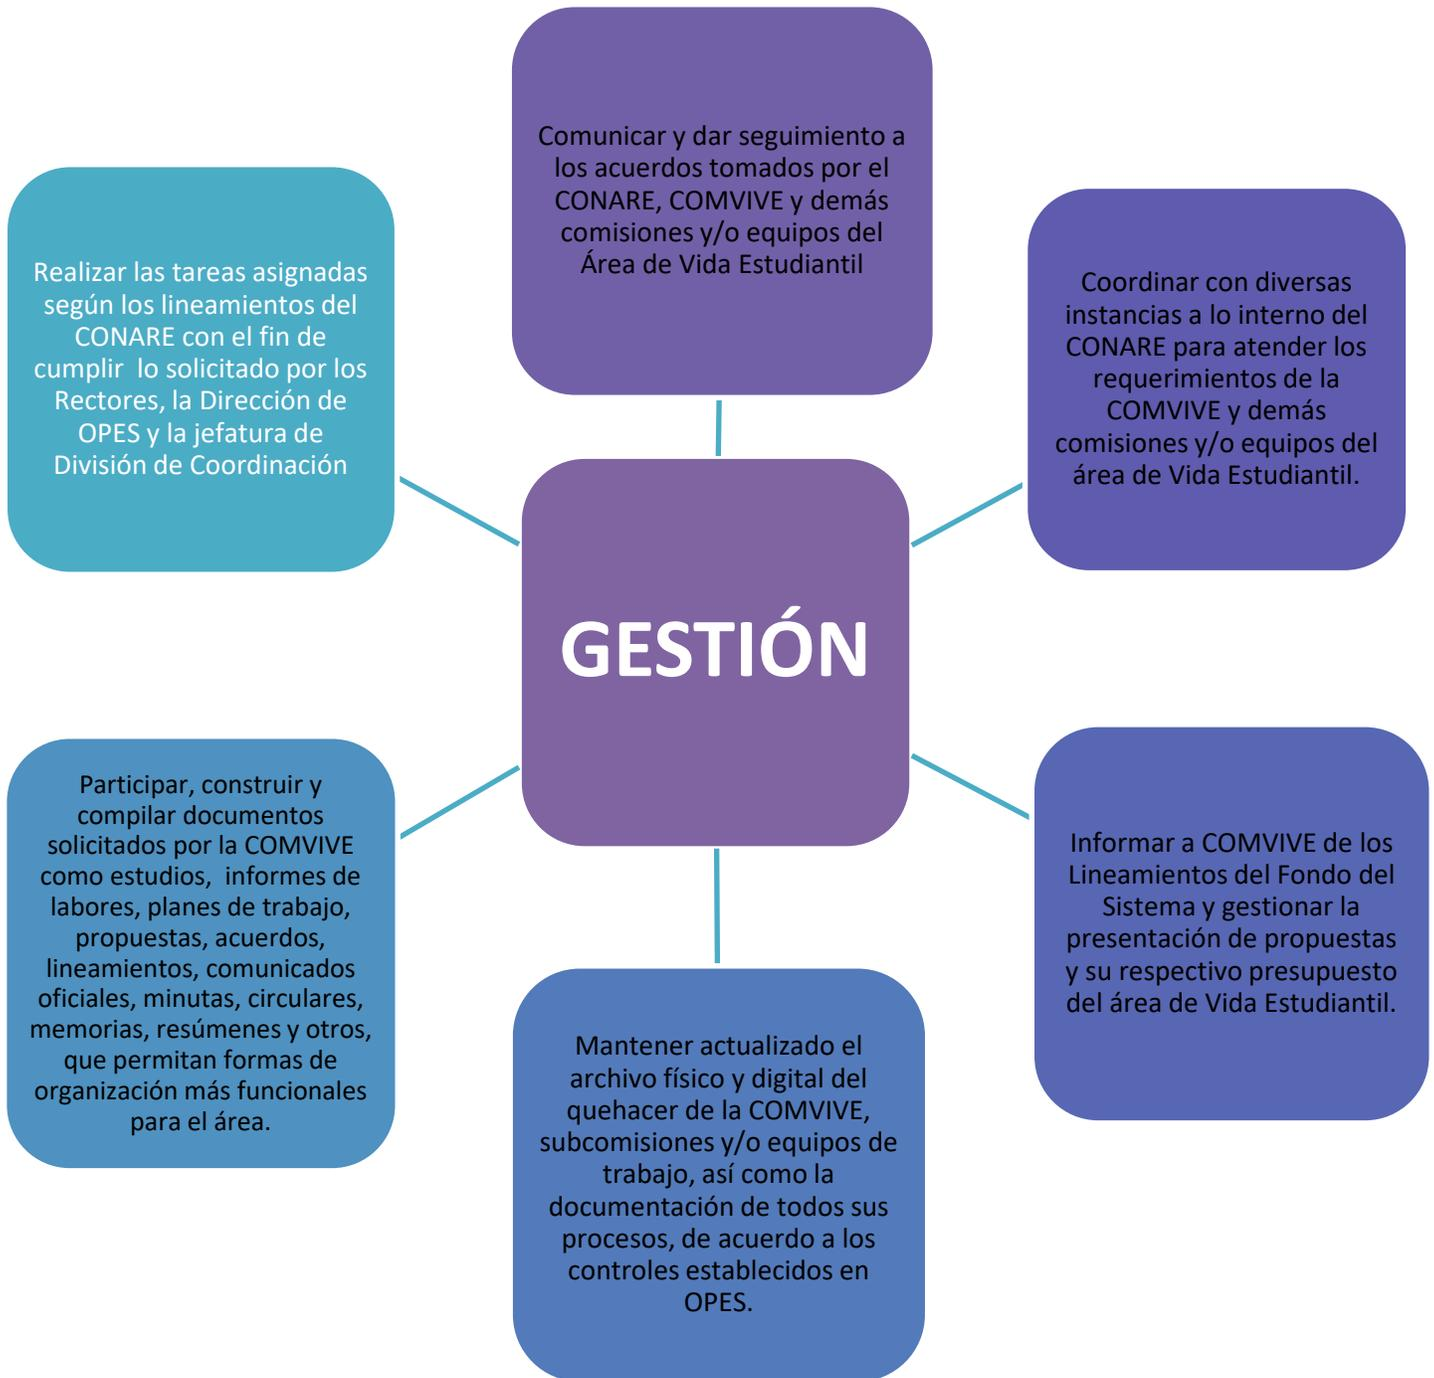 Comunicar y dar seguimiento a
los acuerdos tomados por el
CONARE, COMVIVE y demás
comisiones y/o equipos del
Área de Vida Estudiantil
Realizar las tareas asignadas
según los lineamientos del
CONARE con el fin de
cumplir  lo solicitado por los
Rectores, la Dirección de
OPES y la jefatura de
División de Coordinación
Coordinar con diversas
instancias a lo interno del
CONARE para atender los
requerimientos de la
COMVIVE y demás
comisiones y/o equipos del
área de Vida Estudiantil.
GESTIÓN
Participar, construir y
compilar documentos
solicitados por la COMVIVE
como estudios,  informes de
labores, planes de trabajo,
propuestas, acuerdos,
lineamientos, comunicados
oficiales, minutas, circulares,
memorias, resúmenes y otros,
que permitan formas de
organización más funcionales
para el área.
Informar a COMVIVE de los
Lineamientos del Fondo del
Sistema y gestionar la
presentación de propuestas
y su respectivo presupuesto
del área de Vida Estudiantil.
Mantener actualizado el
archivo físico y digital del
quehacer de la COMVIVE,
subcomisiones y/o equipos de
trabajo, así como la
documentación de todos sus
procesos, de acuerdo a los
controles establecidos en
OPES.